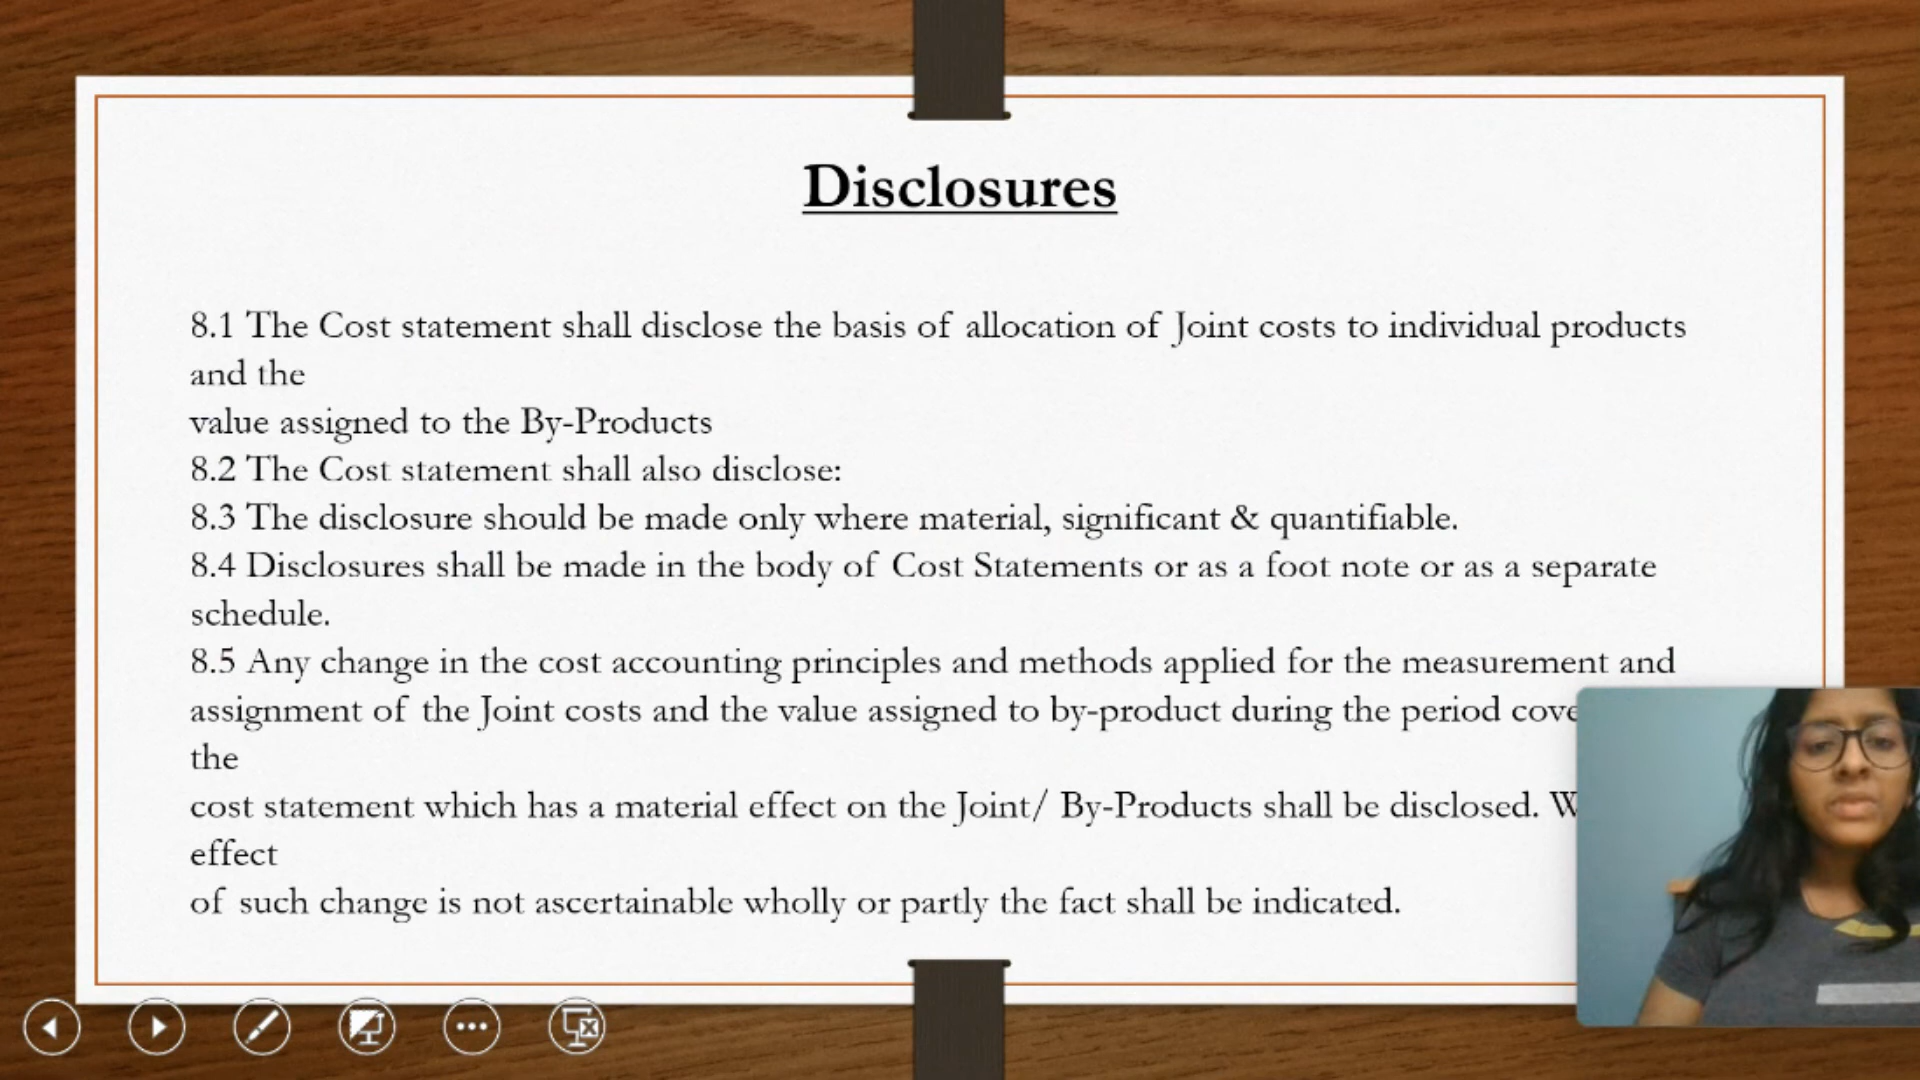 Disclosures
8.1 The Cost statement shall disclose the basis of allocation of Joint costs to individual products
and the
value assigned to the By-Products
8.2 The Cost statement shall also disclose:
8.3 The disclosure should be made only where material, significant & quantifiable.
8.4 Disclosures shall be made in the body of Cost Statements or as a foot note or as a separate
schedule.
8.5 Any change in the cost accounting principles and methods applied for the measurement and
assignment of the Joint costs and the value assigned to by-product during the period
the
cost statement which has a material effect on the Joint/ By-Products shall be disclosed.
effect
of such change is not ascertainable wholly or partly the fact shall be indicated.